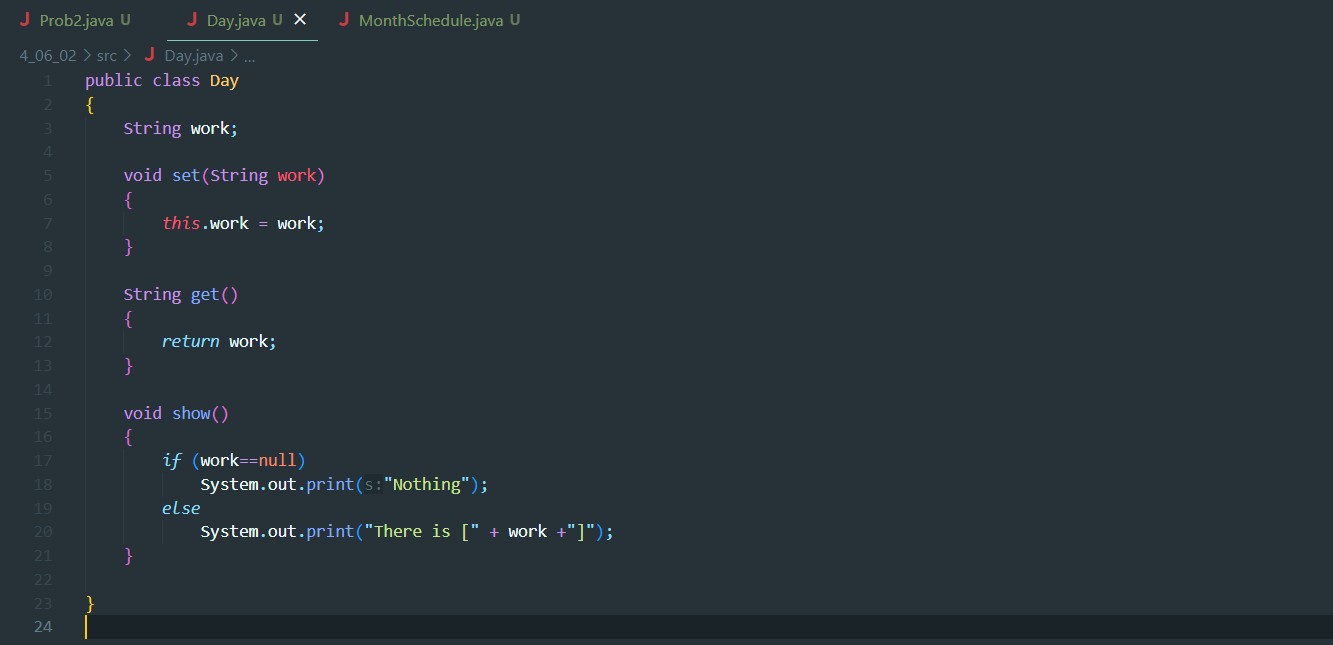 J Prob2.java U J Day.java U × J MonthSchedule.java U
4_06_02 > src > J Day.java > ...
1 public class Day
2 {
3 String work;
4
5 void set(String work)
6 {
7 this.work = work;
8 }
9
10 String get()
11 {
12 return work;
13 }
14
15 void show()
16 {
17 if (work==null)
18 System.out.print(s:"Nothing");
19 else
20 System.out.print("There is [" + work +"]");
21 }
22
23 }
24